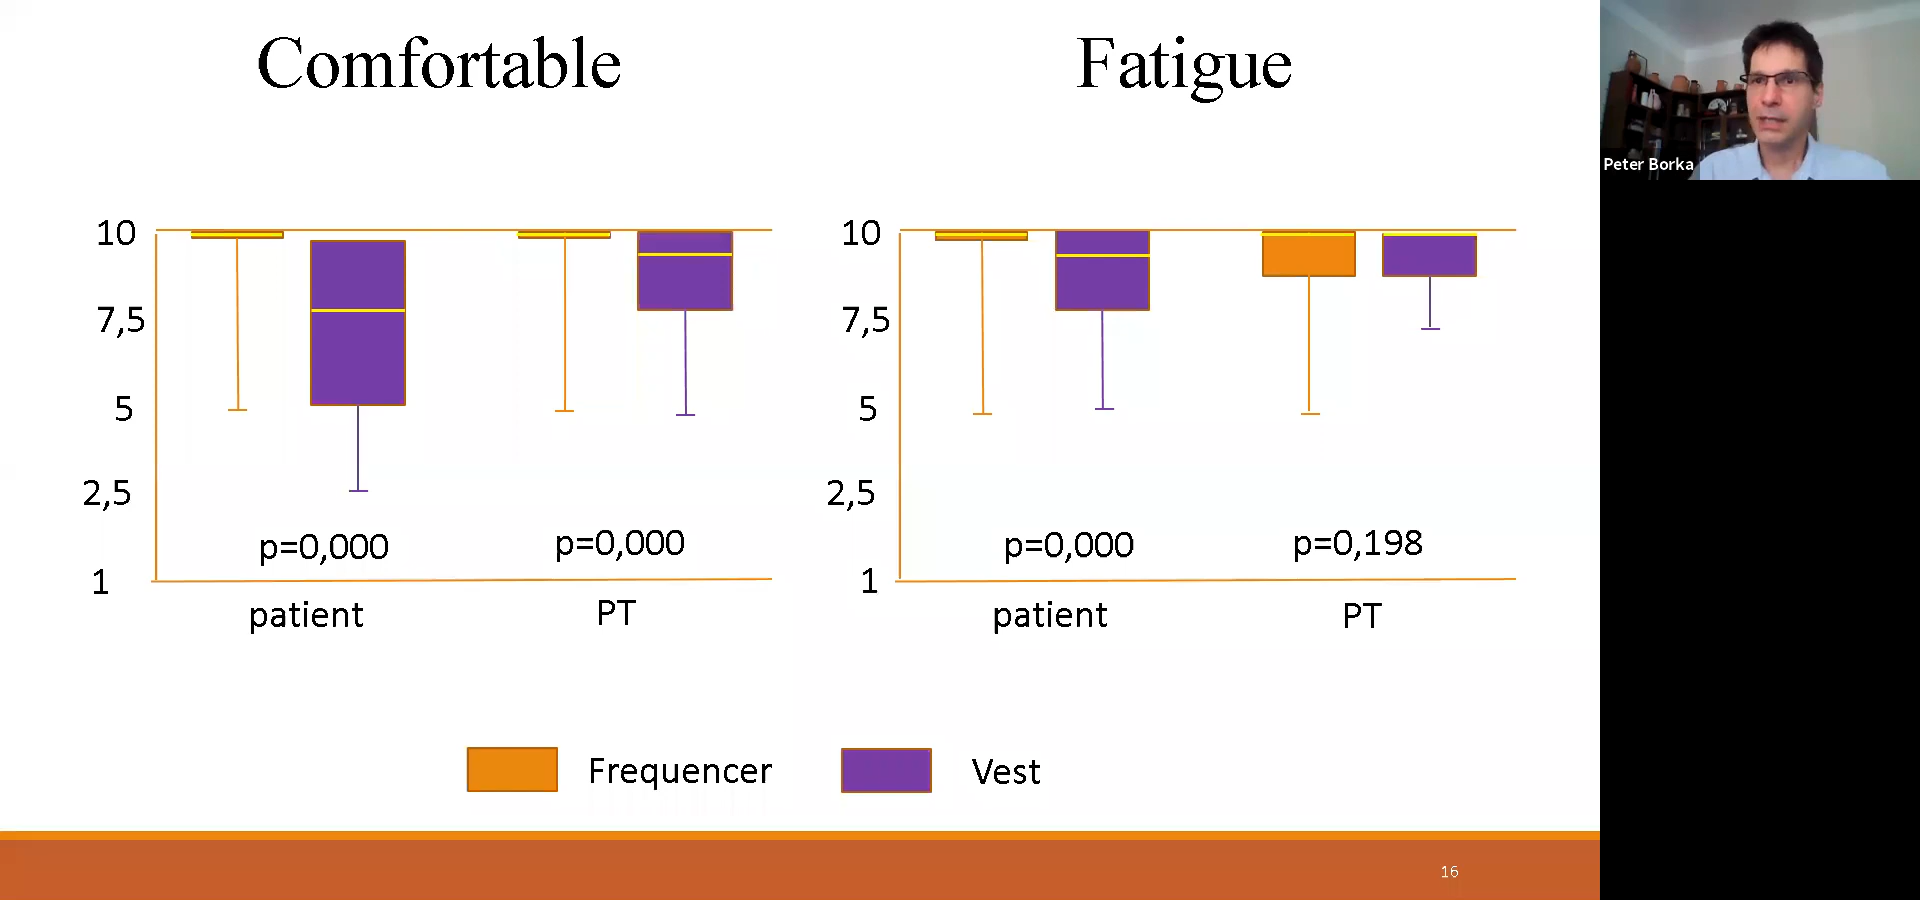 Comfortable
Fatigue
Peter Borka
10
7,5
5
2,5
1
p=0,000
p=0,000
patient
PT
10
7,5
5
2,5
1
p=0,000
p=0,198
patient
PT
Frequencer
Vest
16